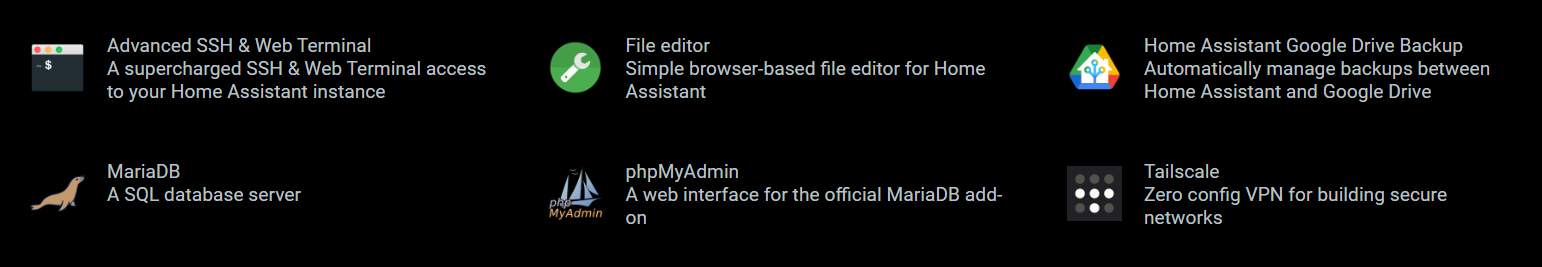 Advanced SSH & Web Terminal
A supercharged SSH & Web Terminal access
to your Home Assistant instance
File editor
Simple browser-based file editor for Home
Assistant
Home Assistant Google Drive Backup
Automatically manage backups between
Home Assistant and Google Drive
~ $
MariaDB
A SQL database server
php
MyAdmin
phpMyAdmin
A web interface for the official MariaDB add-
on
Tailscale
Zero config VPN for building secure
networks